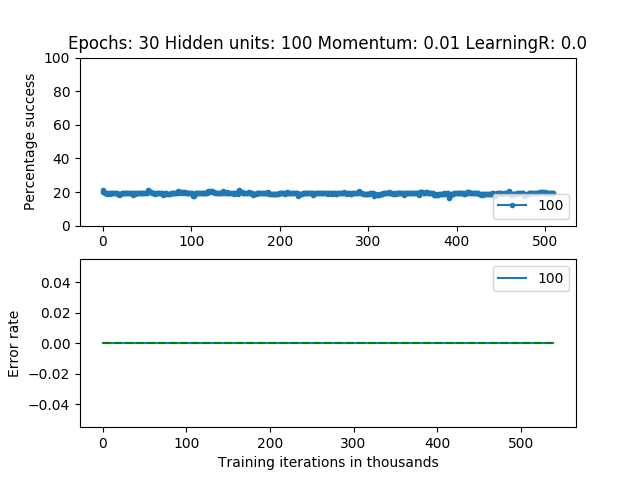 Epochs: 30 Hidden units: 100 Momentum: 0.01 LearningR: 0.0
Percentage success
100
80
60
40
20
0
0 100 200 300 400 500
100
Error rate
0.04
0.02
0.00
−0.02
−0.04
0 100 200 300 400 500
100
Training iterations in thousands